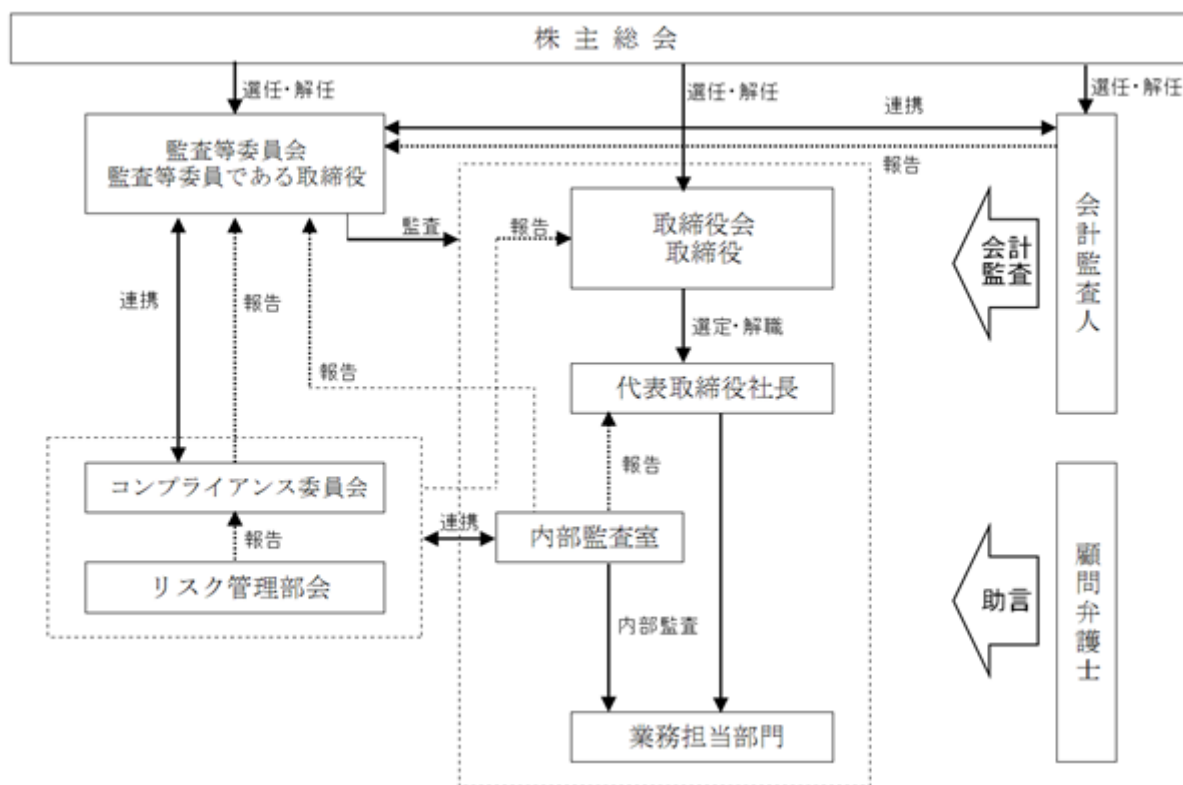 株主総会
選任・解任
選任・解任
選任・解任
連携
監査等委員会
監査等委員である取締役
報告
監査
報告
取締役会
取締役
会計
監査
会計監査人
連携
報告
選定・解職
報告
代表取締役社長
報告
コンプライアンス委員会
報告
連携
内部監査室
リスク管理部会
助言
顧問弁護士
内部監査
業務担当部門